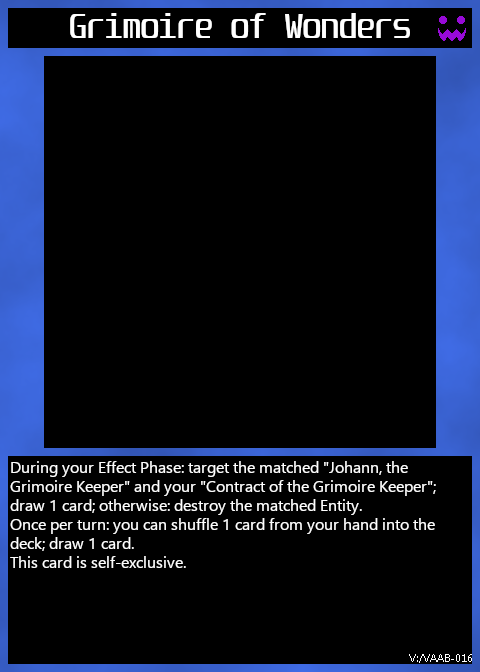 Grimoire of Wonders
During your Effect Phase: target the matched "Johann, the
Grimoire Keeper" and your "Contract of the Grimoire Keeper";
draw 1 card; otherwise: destroy the matched Entity.
Once per turn: you can shuffle 1 card from your hand into the
deck; draw 1 card.
This card is self-exclusive.
V:/VAAB-016